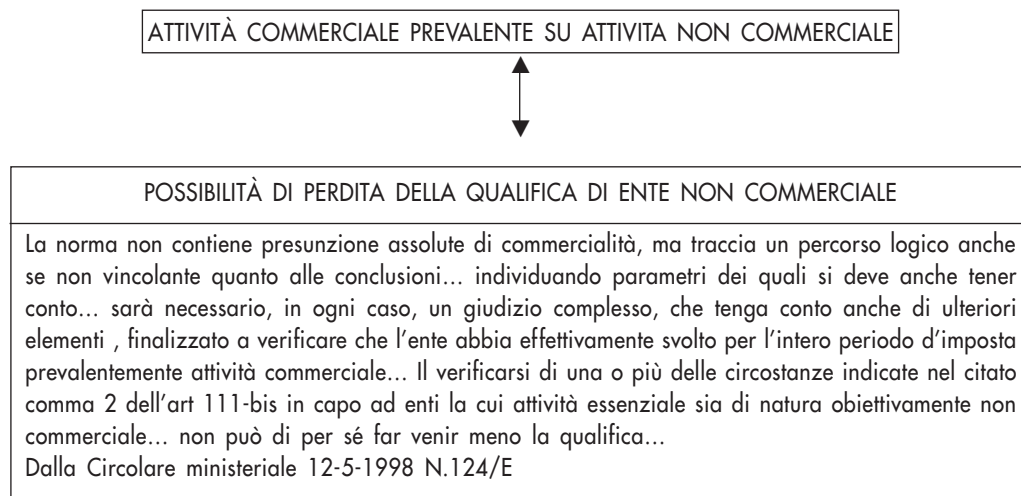 ATTIVITÀ COMMERCIALE PREVALENTE SU ATTIVITA NON COMMERCIALE
POSSIBILITÀ DI PERDITA DELLA QUALIFICA DI ENTE NON COMMERCIALE
La norma non contiene presunzione assolute di commercialità, ma traccia un percorso logico anche
se non vincolante quanto alle conclusioni... individuando parametri dei quali si deve anche tener
conto... sarà necessario, in ogni caso, un giudizio complesso, che tenga conto anche di ulteriori
elementi , finalizzato a verificare che l'ente abbia effettivamente svolto per l'intero periodo d'imposta
prevalentemente attività commerciale... Il verificarsi di una o più delle circostanze indicate nel citato
comma 2 dell'art 111-bis in capo ad enti la cui attività essenziale sia di natura obiettivamente non
commerciale... non può di per sé far venir meno la qualifica...
Dalla Circolare ministeriale 12-5-1998 N.124/E